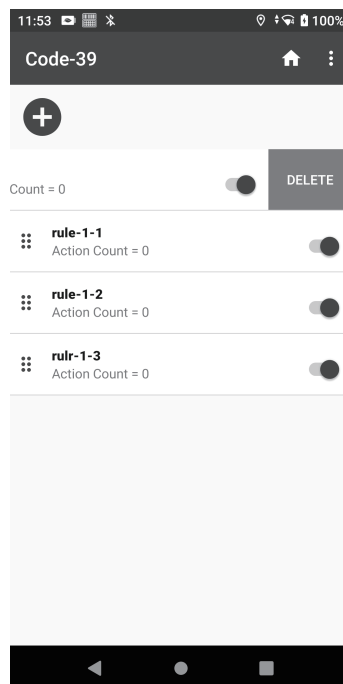 11:53 100%
Code-39
Count = 0
DELETE
rule-1-1
Action Count = 0
rule-1-2
Action Count = 0
rulr-1-3
Action Count = 0